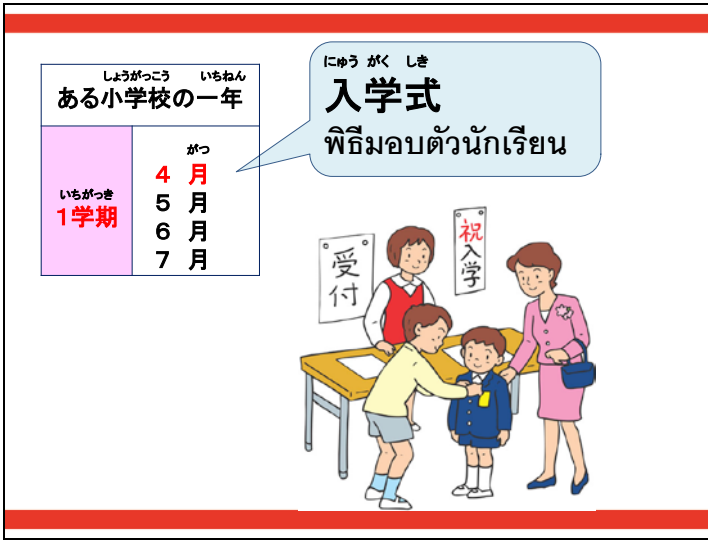 しょうがっこう いちねん
ある小学校の一年
いちがっき
1学期
がつ
4 月
5 月
6 月
7 月
にゅう がく しき
入学式
พิธีมอบตัวนักเรียน
受付
祝入学